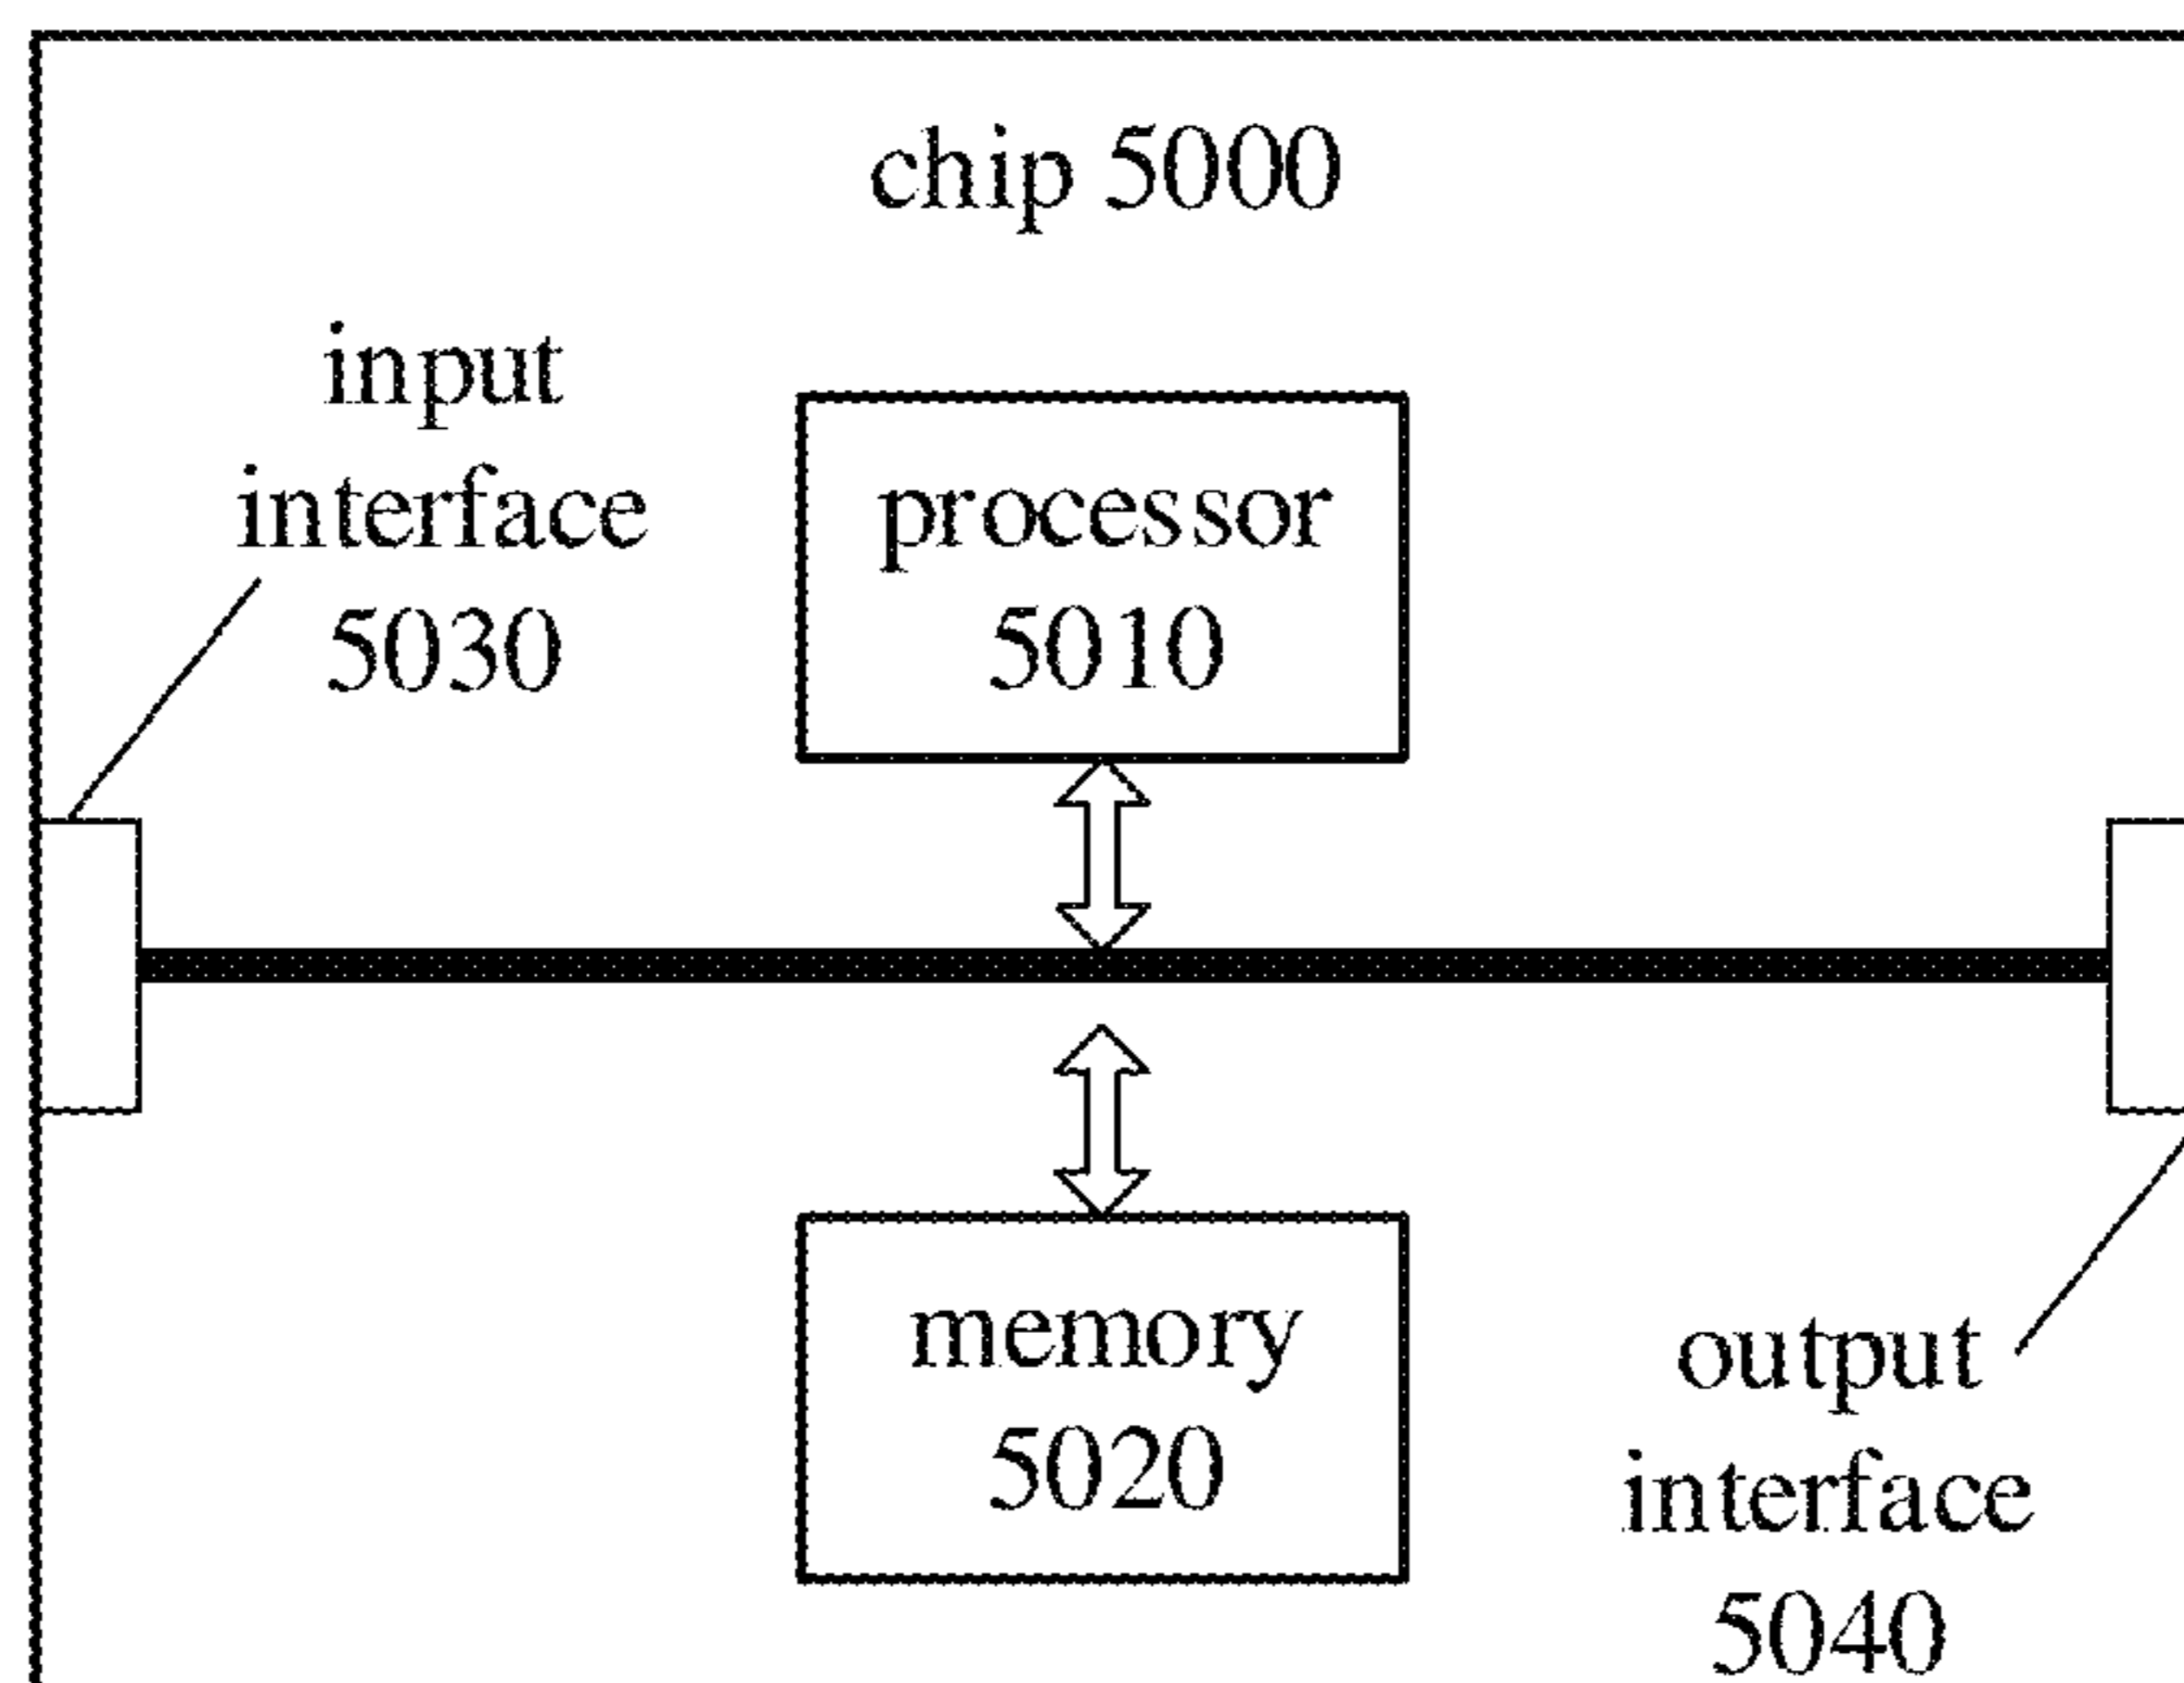 chip 5000
input
interface
5030
processor
5010
memory
5020
output
interface
5040